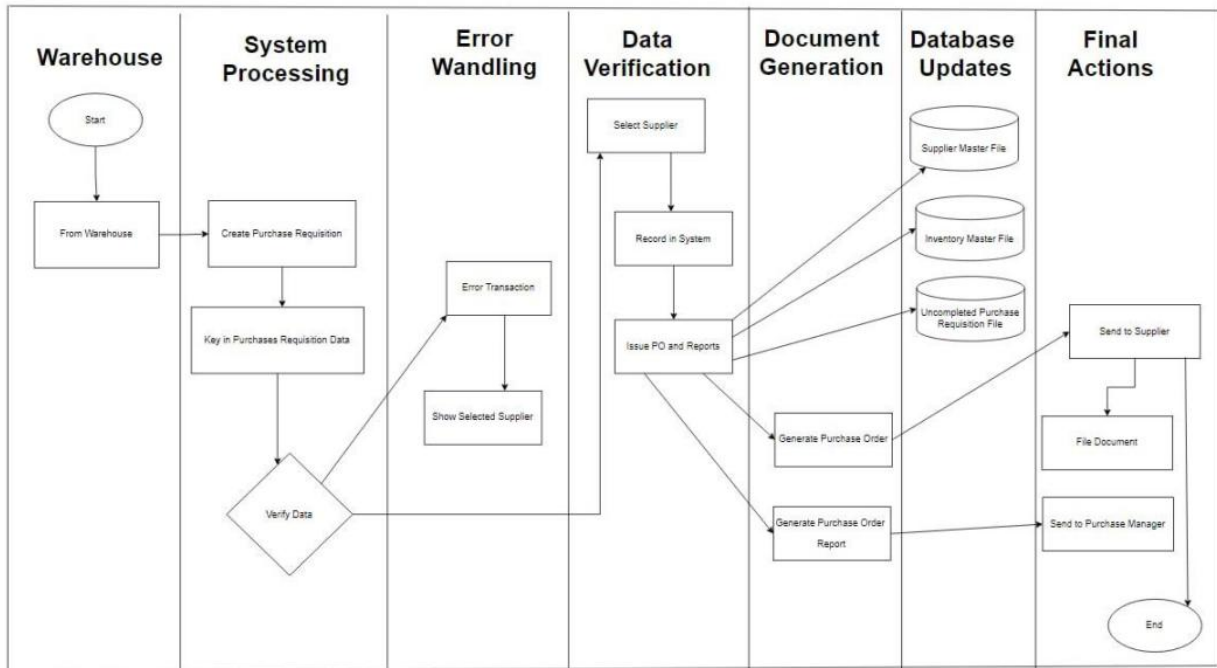 Warehouse
System
Processing
Error
Wandling
Data
Verification
Document
Generation
Database
Updates
Final
Actions
Start
From Warehouse
Create Purchase Requisition
Key in Purchases Requisition Data
Verify Data
Error Transaction
Show Selected Supplier
Select Supplier
Record in System
Issue PO and Reports
Generate Purchase Order
Generate Purchase Order
Report
Supplier Master File
Inventory Master File
Uncompleted Purchase
Requisition File
Send to Supplier
File Document
Send to Purchase Manager
End